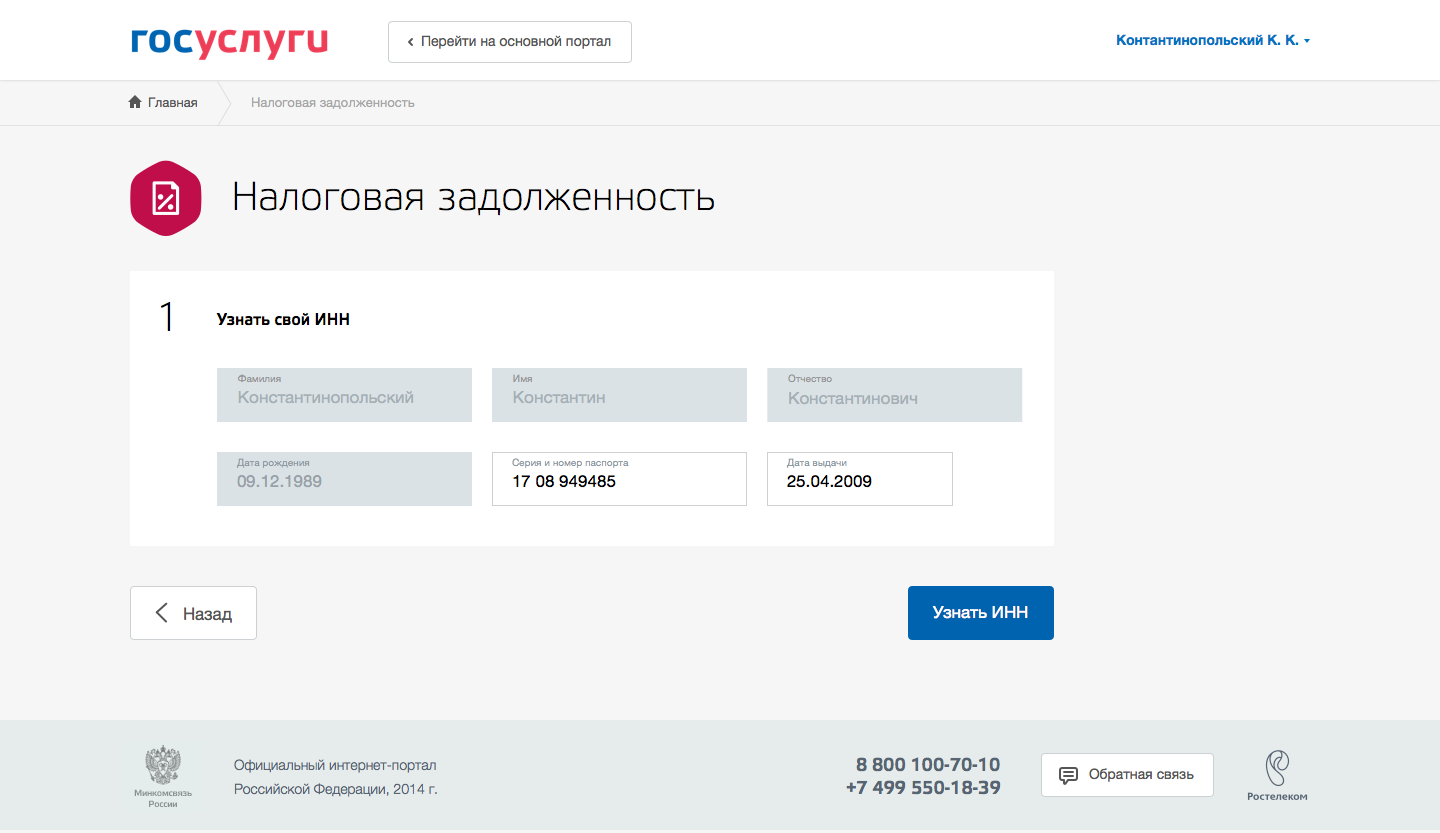 госуслуги
Перейти на основной портал
Контантинопольский К. К.
Главная
Налоговая задолженность
Налоговая задолженность
1
Узнать свой ИНН
Фамилия
Константинопольский
Имя
Константин
Отчество
Константинович
Дата рождения
09.12.1989
Серия и номер паспорта
17 08 949485
Дата выдачи
25.04.2009
Назад
Узнать ИНН
Минкомсвязь
России
Официальный интернет-портал
Российской Федерации, 2014 г.
8 800 100-70-10
+7 499 550-18-39
Обратная связь
Ростелеком